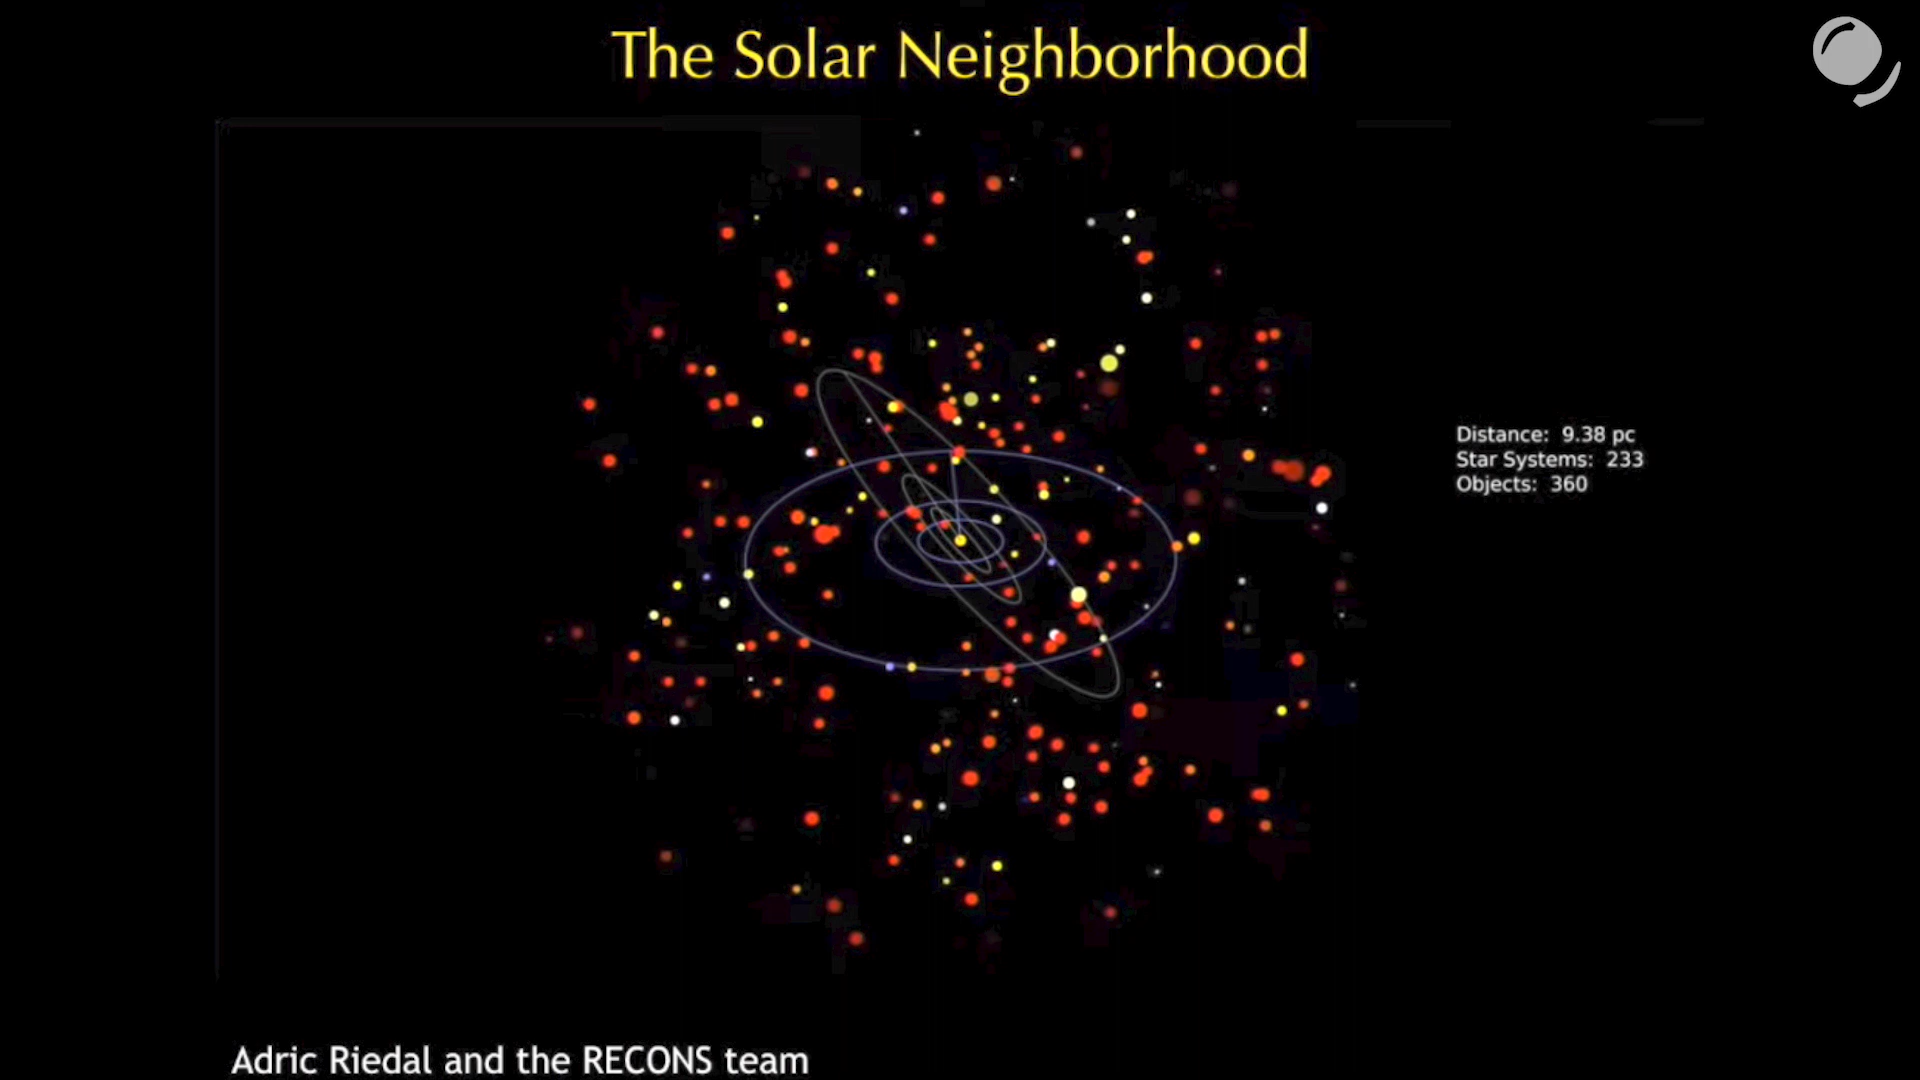 The Solar Neighborhood
Distance: 9.38 pc
Star Systems: 233
Objects: 360
Adric Riedal and the RECONS team